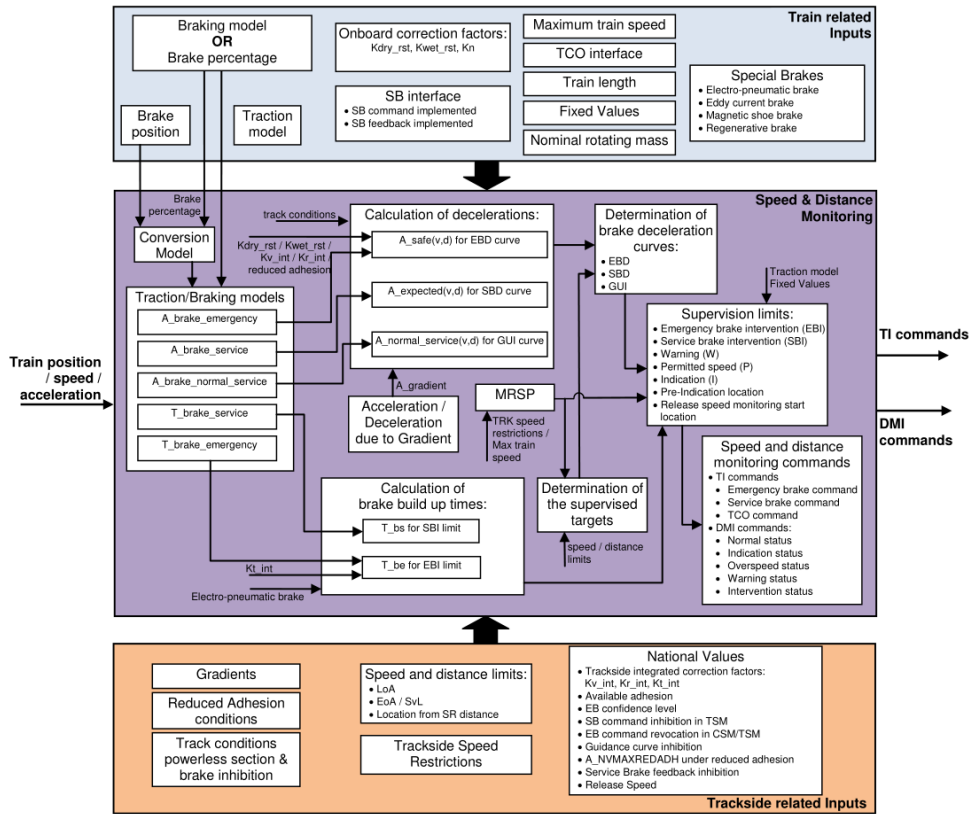 Train related
Inputs
Braking model
OR
Brake percentage
Onboard correction factors:
Kdry_rst, Kwet_rst, Kn
Maximum train speed
TCO interface
Train length
Fixed Values
Nominal rotating mass
Special Brakes
• Electro-pneumatic brake
• Eddy current brake
• Magnetic shoe brake
• Regenerative brake
SB interface
• SB command implemented
• SB feedback implemented
Brake
position
Traction
model
Speed & Distance
Monitoring
Brake
percentage
Conversion
Model
track conditions
Kdry_rst / Kwet_rst /
Kv_int / Kr_int /
reduced adhesion
Calculation of decelerations:
A_safe(v,d) for EBD curve
A_expected(v,d) for SBD curve
A_normal_service(v,d) for GUI curve
Determination of
brake deceleration
curves:
• EBD
• SBD
• GUI
Traction model
Fixed Values
Traction/Braking models
A_brake_emergency
A_brake_service
A_brake_normal_service
T_brake_service
T_brake_emergency
Train position
/ speed /
acceleration
Supervision limits:
• Emergency brake intervention (EBI)
• Service brake intervention (SBI)
• Warning (W)
• Permitted speed (P)
• Indication (I)
• Pre-Indication location
• Release speed monitoring start
location
TI commands
DMI
commands
A_gradient
Acceleration /
Deceleration
due to Gradient
MRSP
TRK speed
restrictions /
Max train
speed
Speed and distance
monitoring commands
• TI commands
• Emergency brake command
• Service brake command
• TCO command
• DMI commands:
• Normal status
• Indication status
• Overspeed status
• Warning status
• Intervention status
Calculation of
brake build up times:
T_bs for SBI limit
T_be for EBI limit
Determination of
the supervised
targets
speed / distance
limits
Kt_int
Electro-pneumatic brake
Gradients
Reduced Adhesion
conditions
Track conditions
powerless section &
brake inhibition
Speed and distance limits:
• LoA
• EoA / SvL
• Location from SR distance
Trackside Speed
Restrictions
National Values
• Trackside integrated correction factors:
Kv_int, Kr_int, Kt_int
• Available adhesion
• EB confidence level
• SB command inhibition in TSM
• EB command revocation in CSM/TSM
• Guidance curve inhibition
• A_NVMAXREDADH under reduced adhesion
• Service Brake feedback inhibition
• Release Speed
Trackside related Inputs